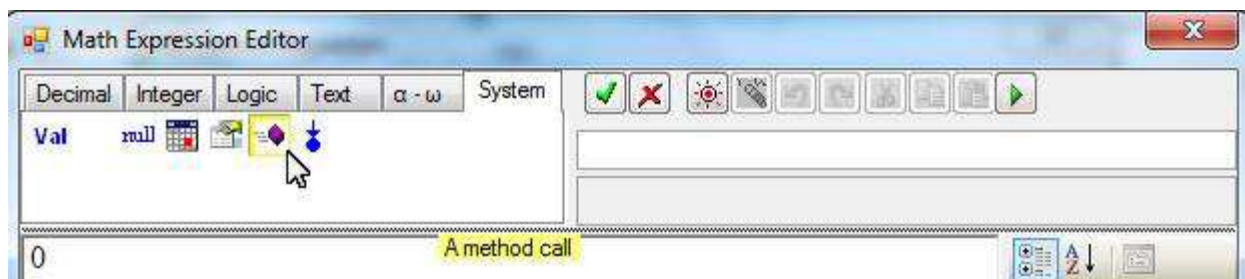 Math Expression Editor
Decimal Integer Logic Text α - ω System
Val null
A method call
0
A
Z